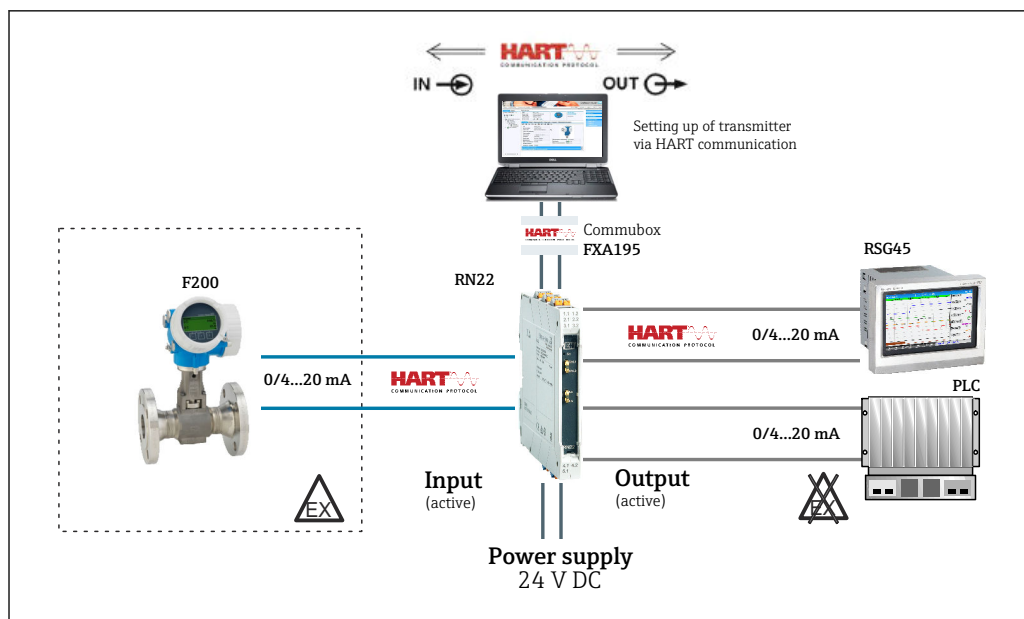 HART
COMMUNICATION PROTOCOL
IN
OUT
Setting up of transmitter
via HART communication
HART
Commubox
FXA195
RSG45
F200
RN22
HART
COMMUNICATION PROTOCOL
0/4...20 mA
0/4...20 mA
HART
COMMUNICATION PROTOCOL
PLC
0/4...20 mA
Input
(active)
Output
(active)
EX
EX
Power supply
24 V DC